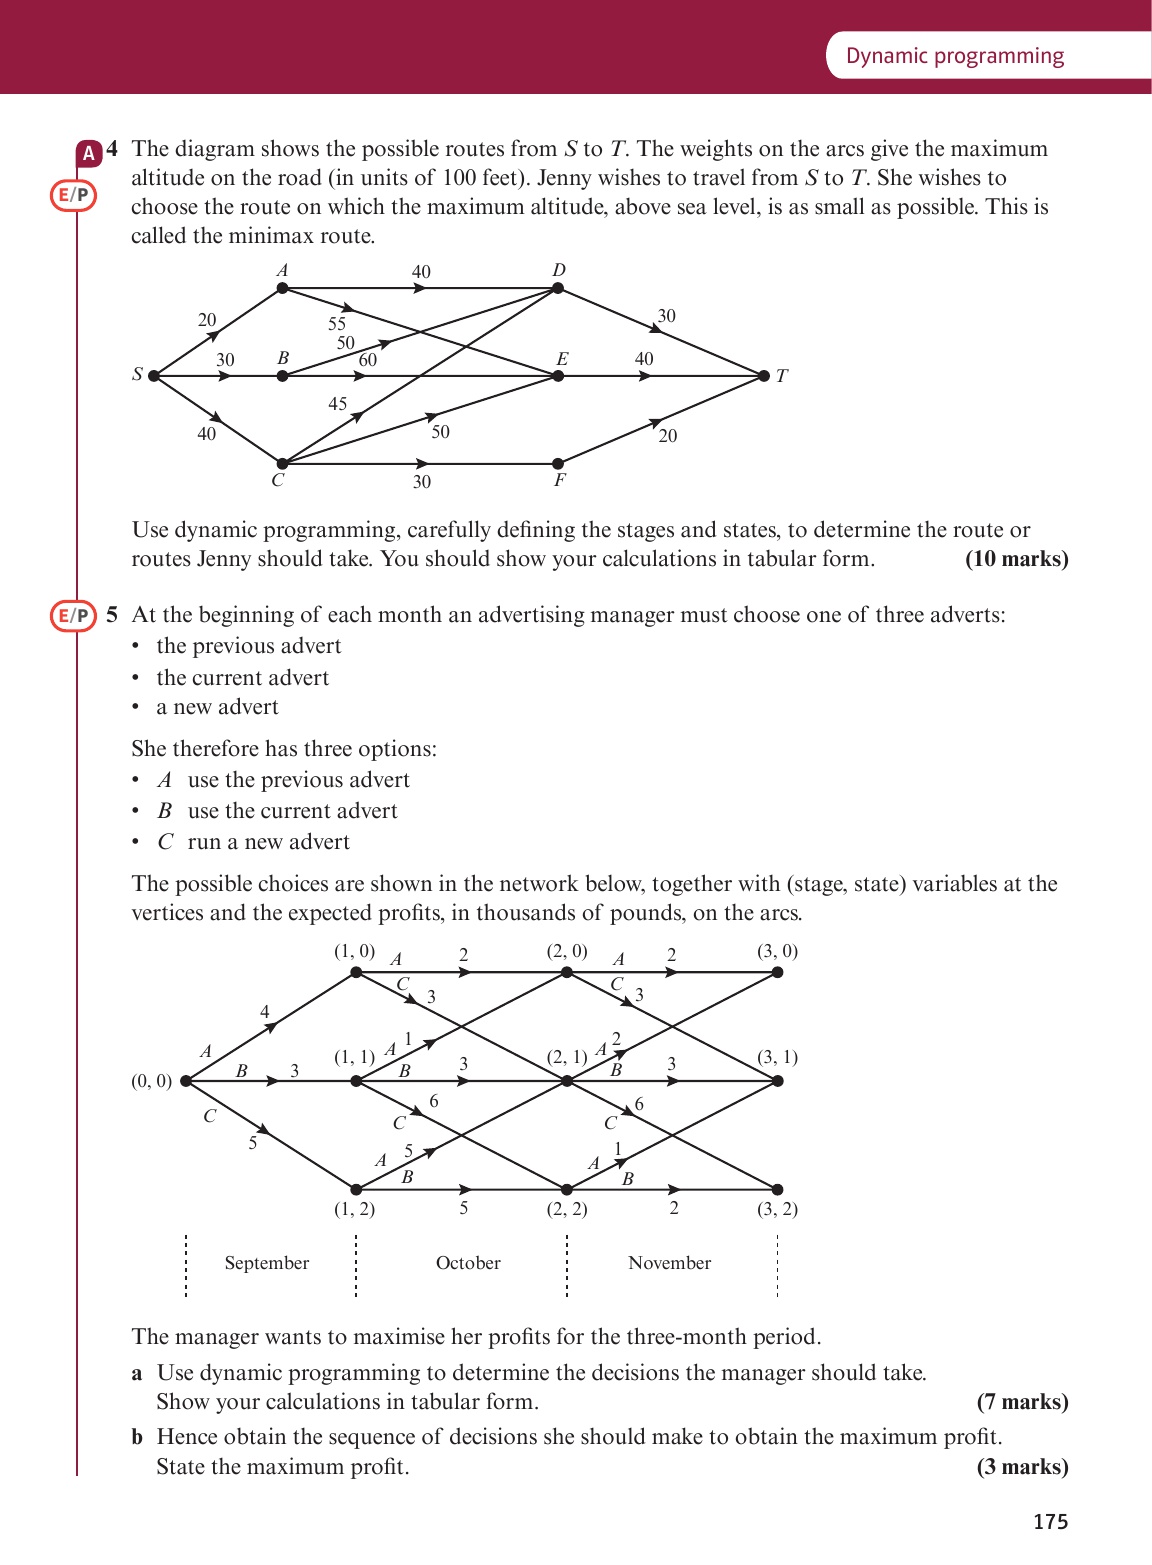 Dynamic programming
A 4 The diagram shows the possible routes from S to T. The weights on the arcs give the maximum
E/P altitude on the road (in units of 100 feet). Jenny wishes to travel from S to T. She wishes to
choose the route on which the maximum altitude, above sea level, is as small as possible. This is
called the minimax route.
A 40 D
20 55 30
50
S 30 B 60 E 40 T
45
40 50 20
C 30 F
Use dynamic programming, carefully defining the stages and states, to determine the route or
routes Jenny should take. You should show your calculations in tabular form. (10 marks)
E/P 5 At the beginning of each month an advertising manager must choose one of three adverts:
• the previous advert
• the current advert
• a new advert
She therefore has three options:
• A use the previous advert
• B use the current advert
• C run a new advert
The possible choices are shown in the network below, together with (stage, state) variables at the
vertices and the expected profits, in thousands of pounds, on the arcs.
(1, 0) A 2 (2, 0) A 2 (3, 0)
C 3 C 3
4
A (1, 1) A 1 (2, 1) A 2 (3, 1)
(0, 0) B 3 B 3 B 3
C 6 C 6
5 A 5 A 1
B B
(1, 2) 5 (2, 2) 2 (3, 2)
September October November
The manager wants to maximise her profits for the three-month period.
a Use dynamic programming to determine the decisions the manager should take.
Show your calculations in tabular form. (7 marks)
b Hence obtain the sequence of decisions she should make to obtain the maximum profit.
State the maximum profit. (3 marks)
175